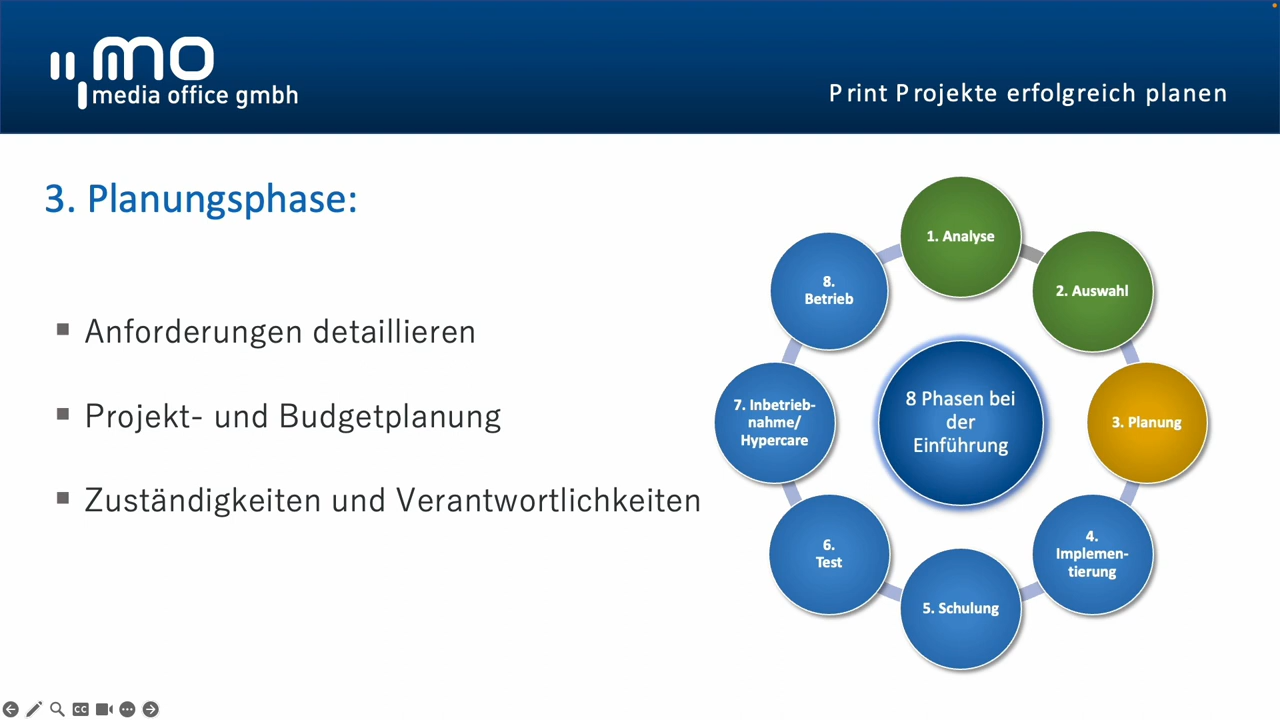 mo
media office gmbh
Print Projekte erfolgreich planen
3. Planungsphase:
▪ Anforderungen detaillieren
▪ Projekt- und Budgetplanung
▪ Zuständigkeiten und Verantwortlichkeiten
1. Analyse
2. Auswahl
3. Planung
4.
Implemen-
tierung
5. Schulung
6.
Test
7. Inbetrieb-
nahme/
Hypercare
8.
Betrieb
8 Phasen bei
der
Einführung
CC